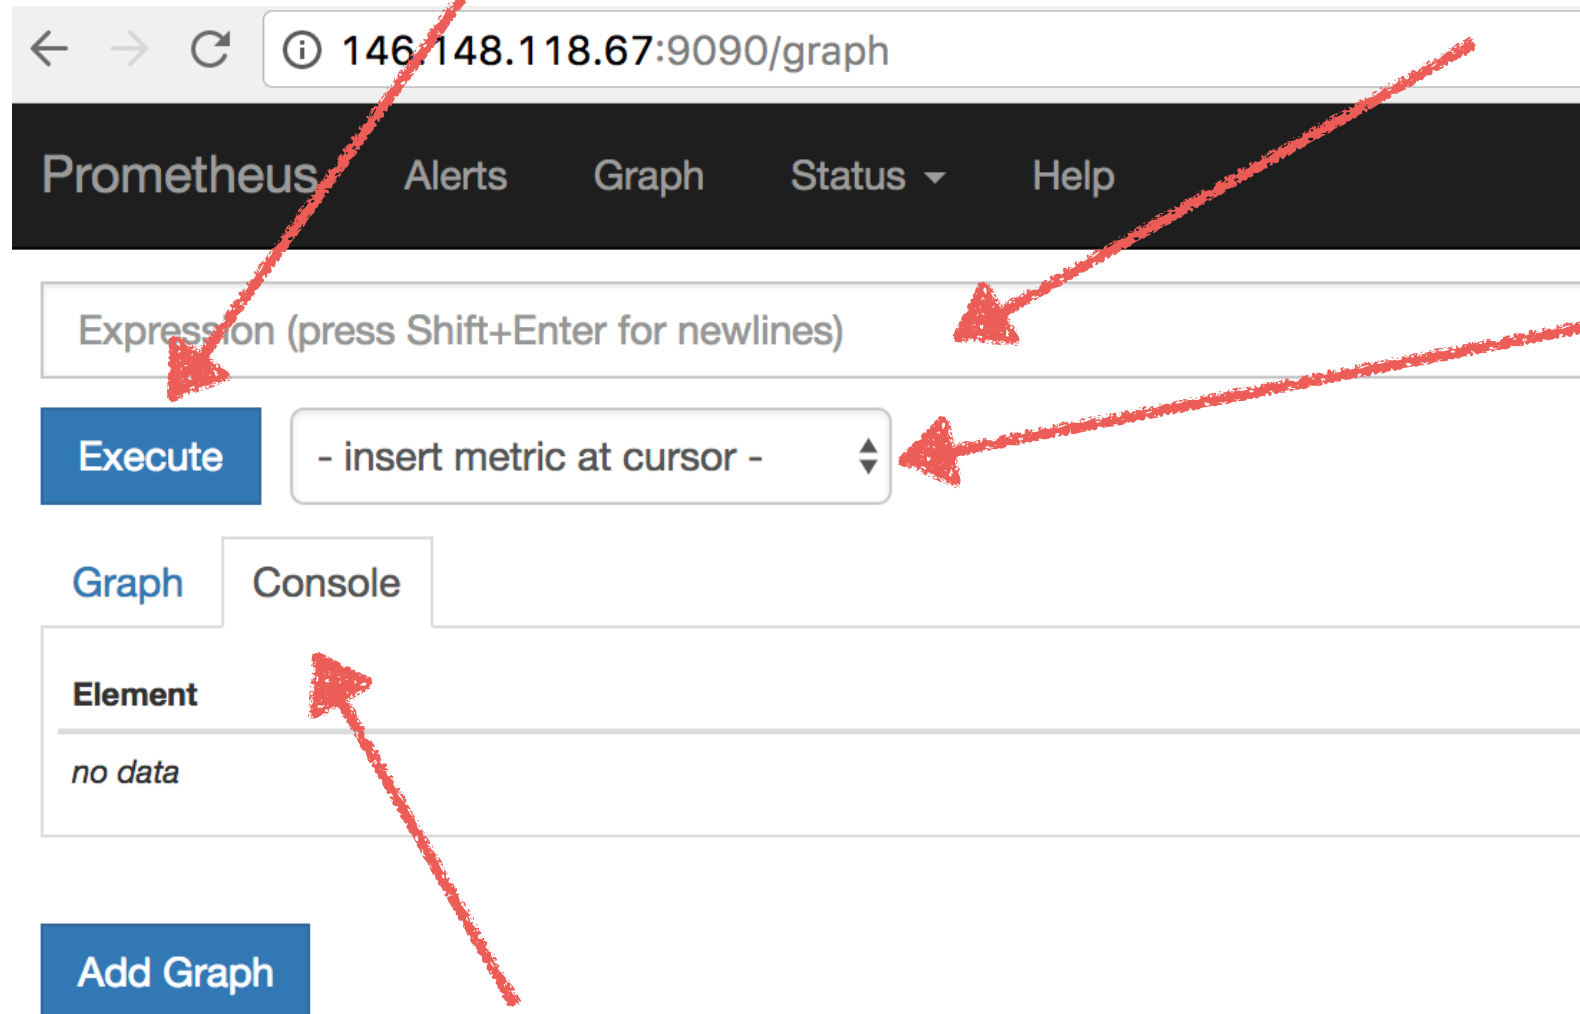 146.148.118.67:9090/graph
Prometheus Alerts Graph Status Help
Expression (press Shift+Enter for newlines)
Execute - insert metric at cursor -
Graph Console
Element
no data
Add Graph